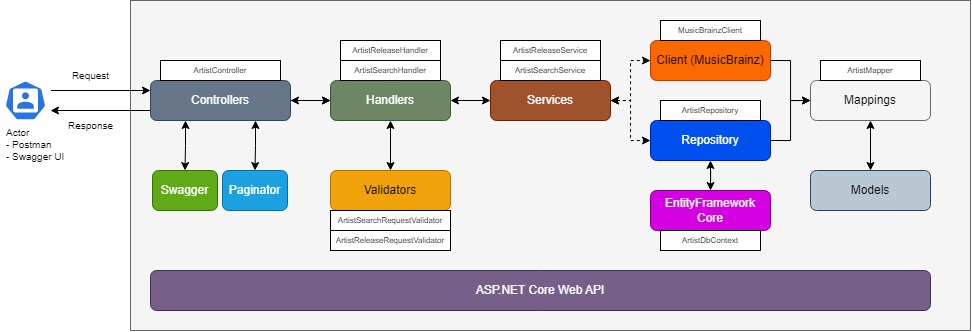 Request
Response
Actor
- Postman
- Swagger UI
ArtistController
Controllers
Swagger
Paginator
ArtistReleaseHandler
ArtistSearchHandler
Handlers
Validators
ArtistSearchRequestValidator
ArtistReleaseRequestValidator
ArtistReleaseService
ArtistSearchService
Services
MusicBrainzClient
Client (MusicBrainz)
ArtistRepository
Repository
EntityFramework
Core
ArtistDbContext
ArtistMapper
Mappings
Models
ASP.NET Core Web API